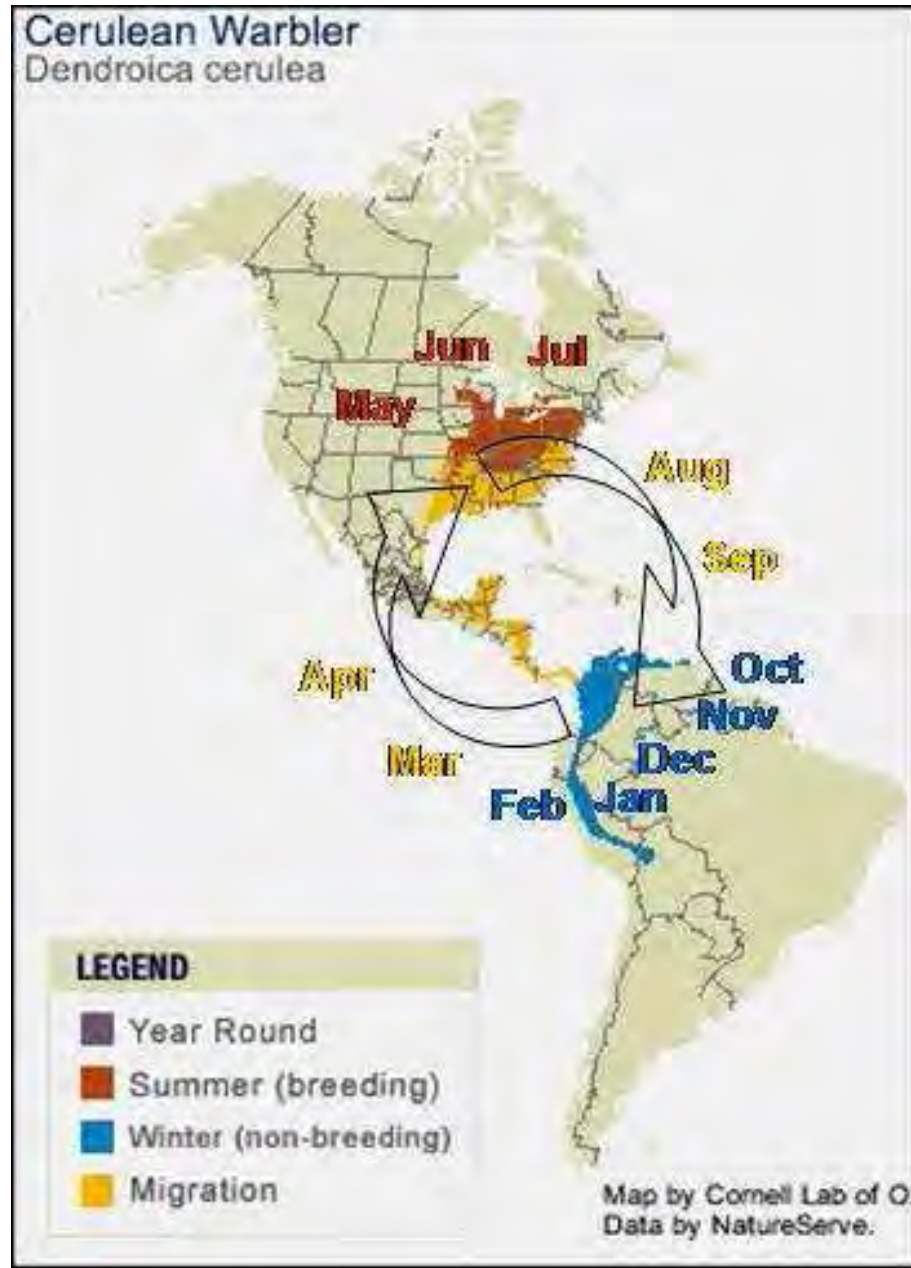 Cerulean Warbler
Dendroica cerulea
Jun Jul
May
Aug
Sep
Apr
Mar
Oct
Nov
Dec
Feb Jan
LEGEND
Year Round
Summer (breeding)
Winter (non-breeding)
Migration
Map by Cornell Lab of O
Data by NatureServe.